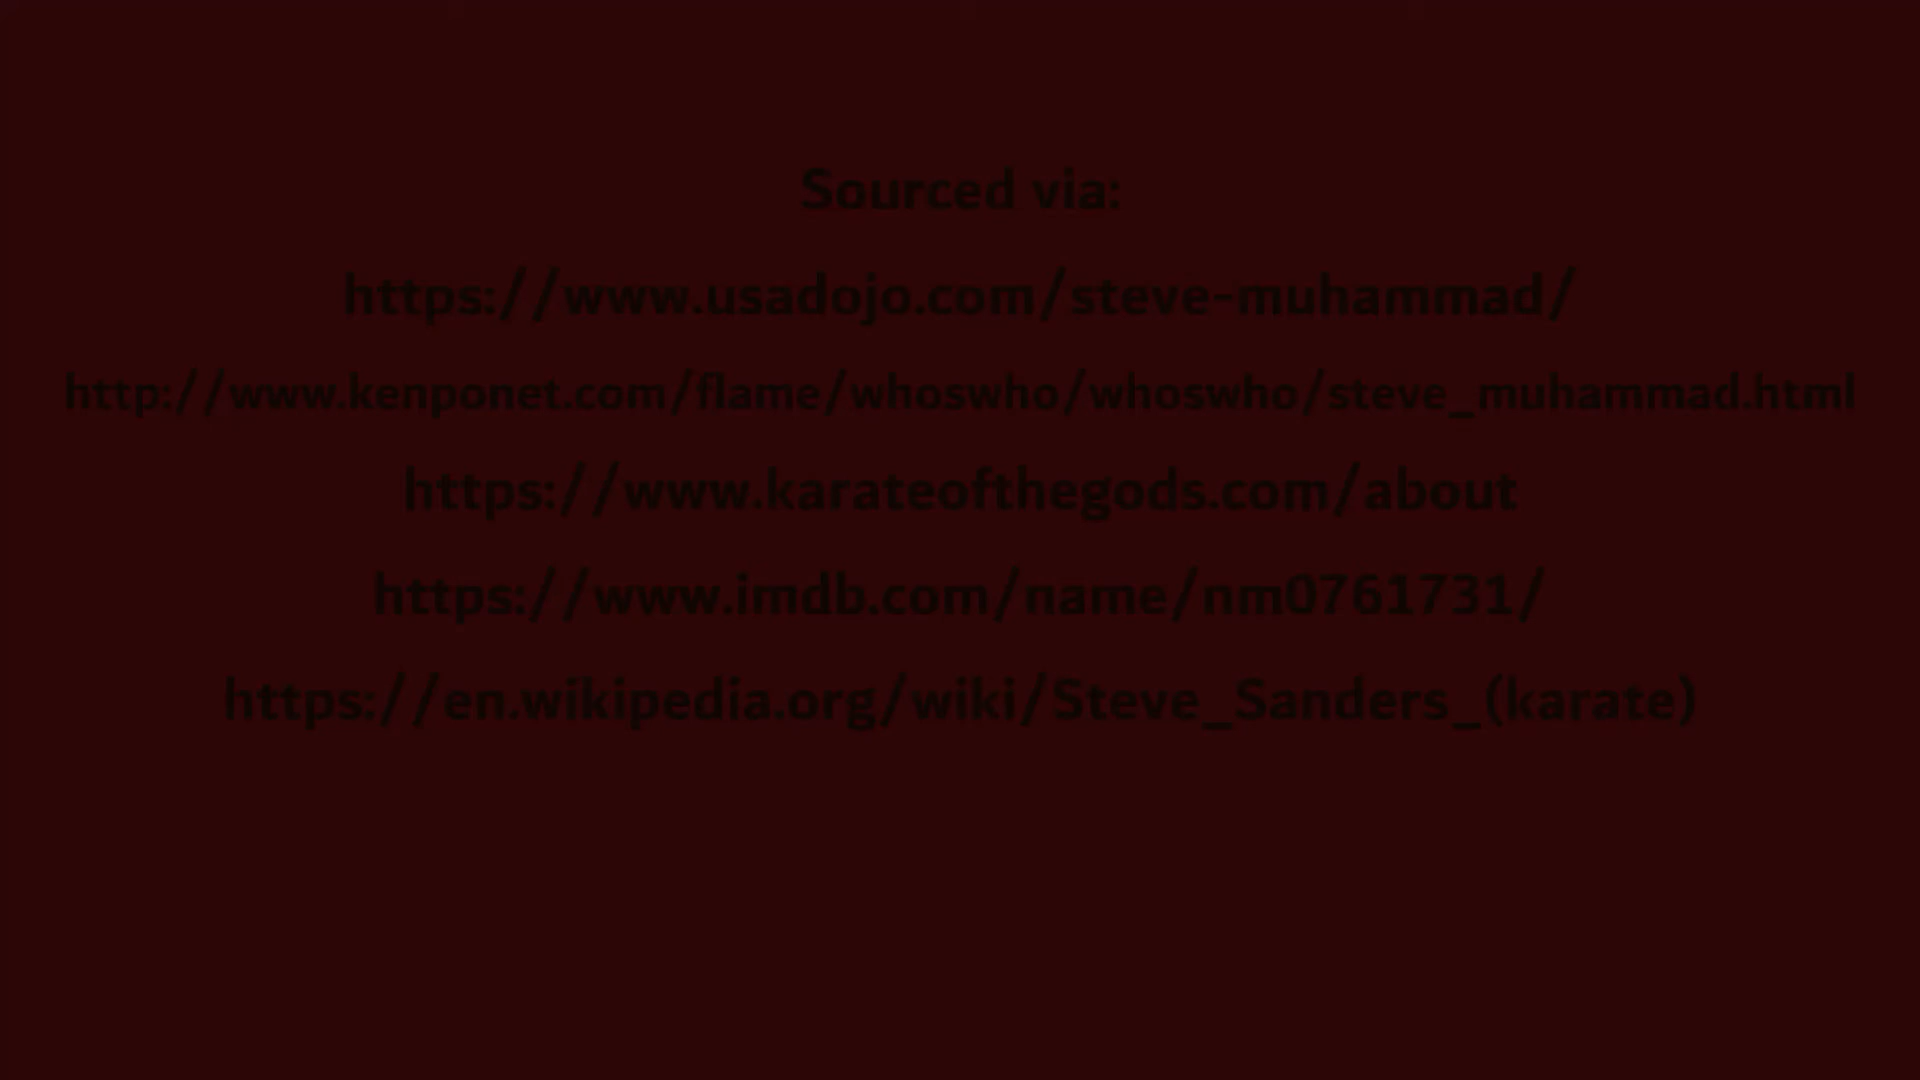 Sourced via:
https://www.usadojo.com/steve-muhammad/
http://www.kenponet.com/flame/whoswho/whoswho/steve_muhammad.html
https://www.karateofthegods.com/about
https://www.imdb.com/name/nm0761731/
https://en.wikipedia.org/wiki/Steve_Sanders_(karate)